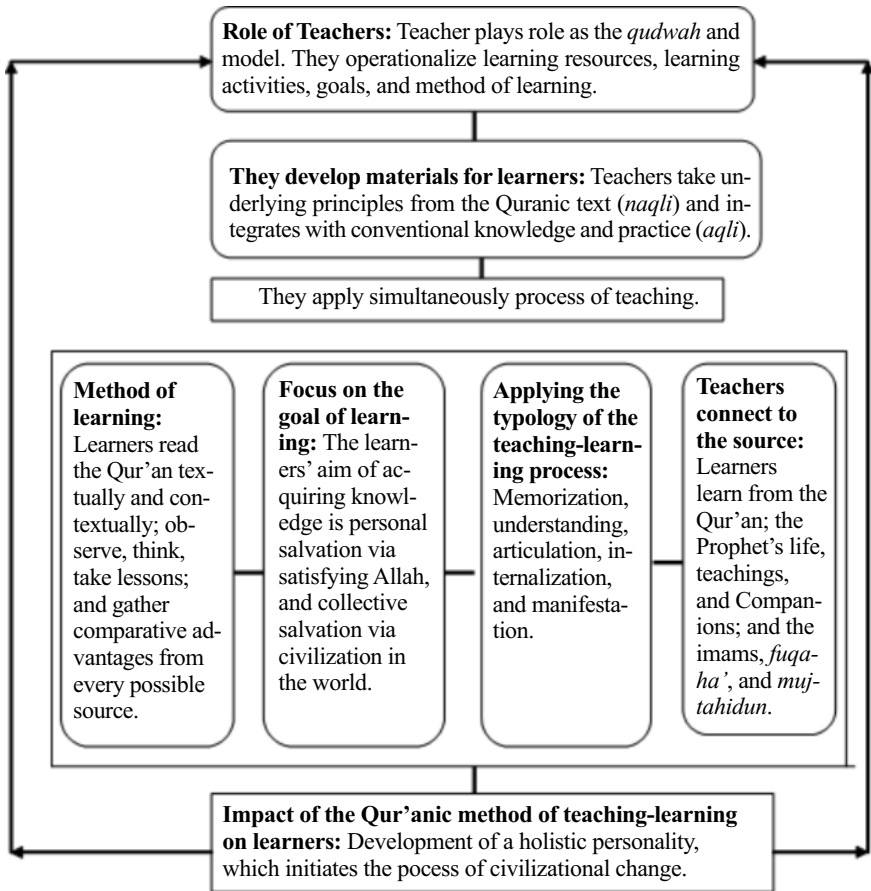 Role of Teachers: Teacher plays role as the qudwah and
model. They operationalize learning resources, learning
activities, goals, and method of learning.
They develop materials for learners: Teachers take un-
derlying principles from the Quranic text (naqli) and in-
tegrates with conventional knowledge and practice (aqli).
They apply simultaneously process of teaching.
Method of
learning:
Learners read
the Qur’an tex-
tually and con-
textually; ob-
serve, think,
take lessons;
and gather
comparative ad-
vantages from
every possible
source.
Focus on the
goal of learn-
ing: The learn-
ers’ aim of ac-
quiring knowl-
edge is personal
salvation via
satisfying Allah,
and collective
salvation via
civilization in
the world.
Applying the
typology of the
teaching-learn-
ing process:
Memorization,
understanding,
articulation, in-
ternalization,
and manifesta-
tion.
Teachers
connect to
the source:
Learners
learn from the
Qur’an; the
Prophet’s life,
teachings,
and Compan-
ions; and the
imams, fuqa-
ha’, and muj-
tahidun.
Impact of the Qur’anic method of teaching-learning
on learners: Development of a holistic personality,
which initiates the pocess of civilizational change.